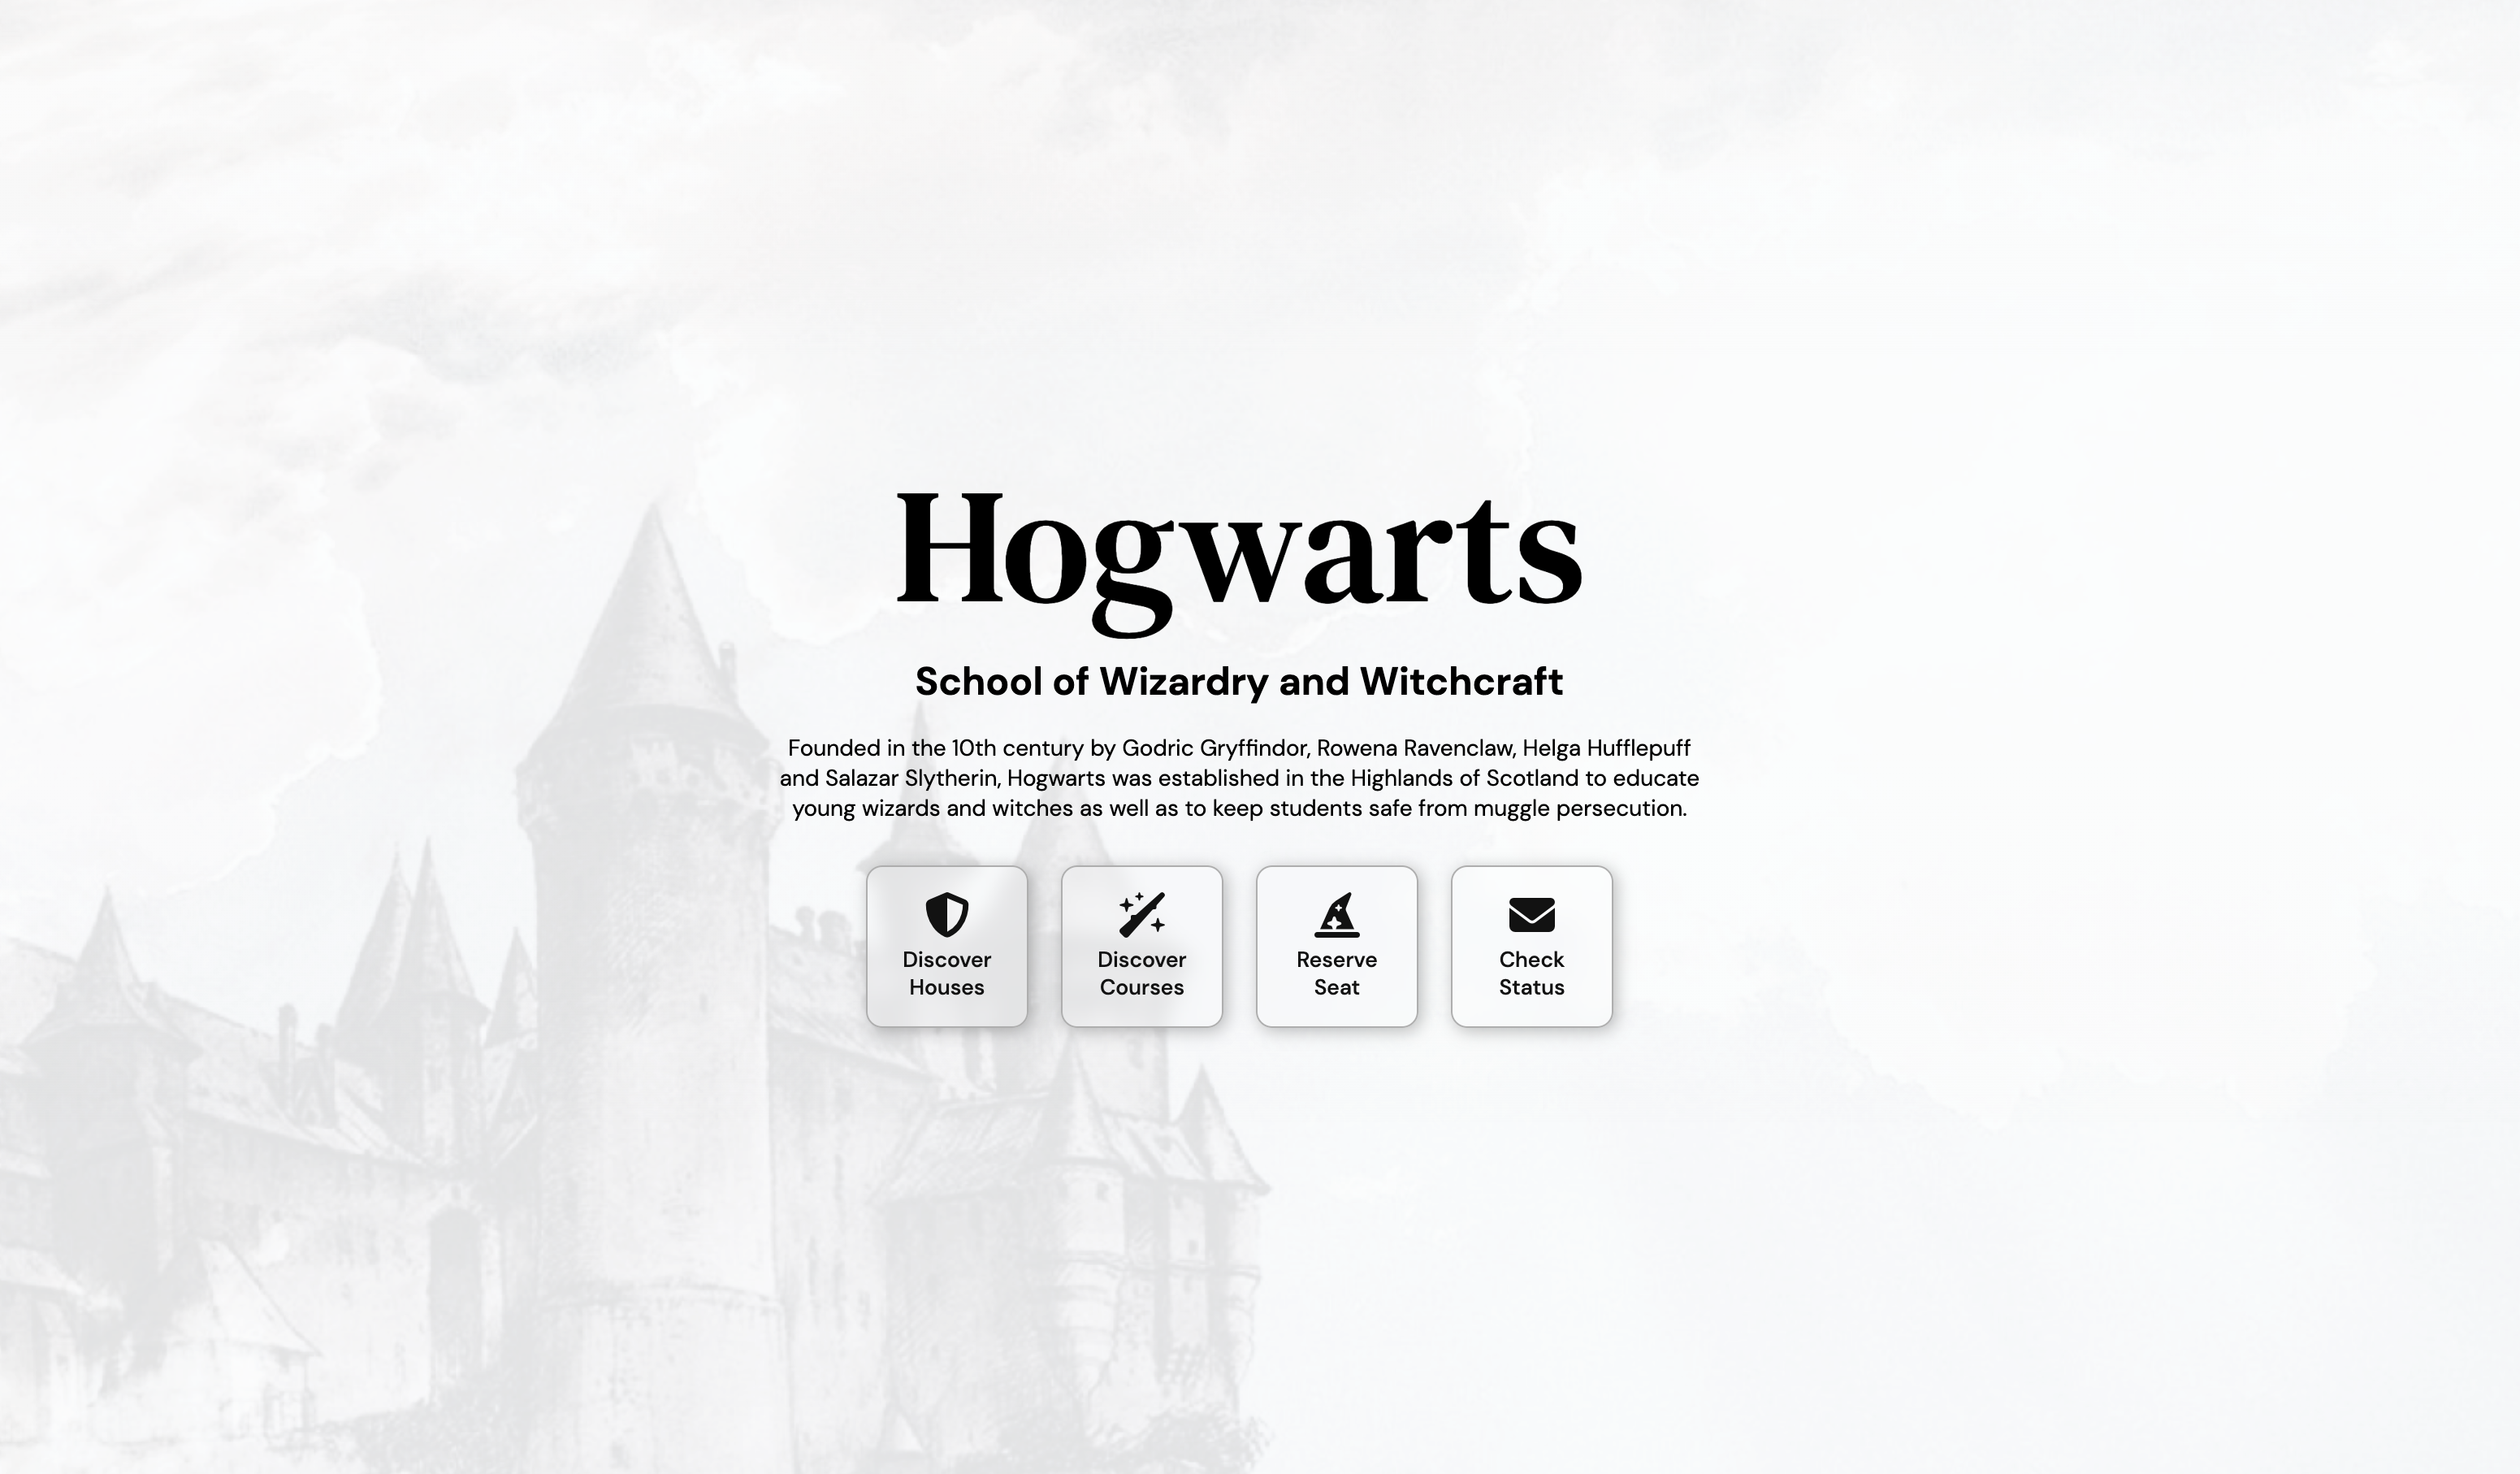 Hogwarts
School of Wizardry and Witchcraft
Founded in the 10th century by Godric Gryffindor, Rowena Ravenclaw, Helga Hufflepuff
and Salazar Slytherin, Hogwarts was established in the Highlands of Scotland to educate
young wizards and witches as well as to keep students safe from muggle persecution.
Discover
Houses
Discover
Courses
Reserve
Seat
Check
Status